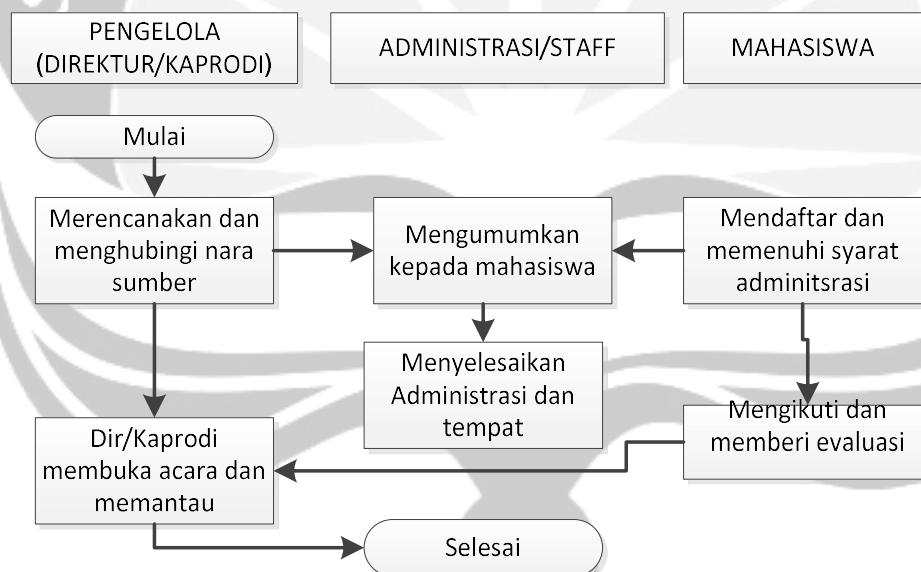 PENGELOLA
(DIREKTUR/KAPRODI)
ADMINISTRASI/STAFF
MAHASISWA
Mulai
Merencanakan dan
menghubingi nara
sumber
Mengumumkan
kepada mahasiswa
Mendaftar dan
memenuhi syarat
adminitsrasi
Menyelesaikan
Administrasi dan
tempat
Dir/Kaprodi
membuka acara dan
memantau
Mengikuti dan
memberi evaluasi
Selesai